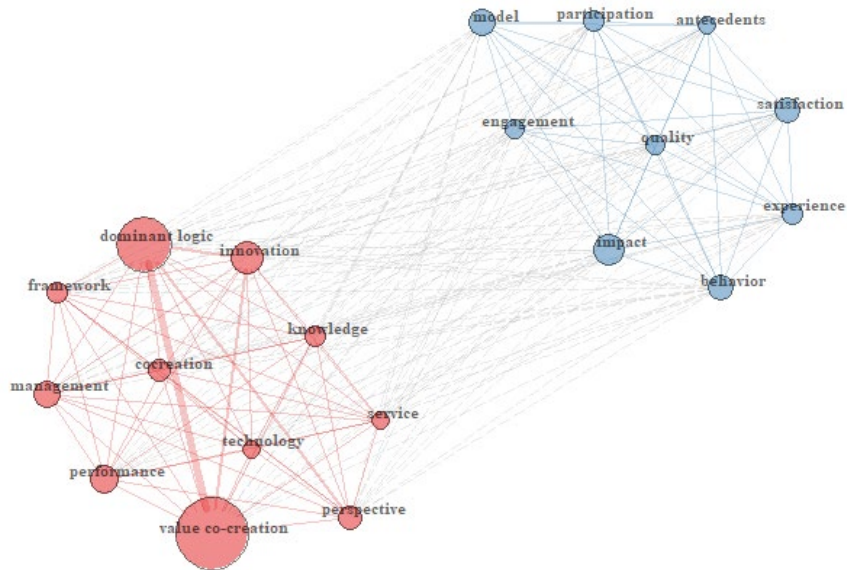 model
participation
antecedents
satisfaction
engagement
quality
experience
dominant logic
innovation
impact
framework
behavior
knowledge
cocreation
management
service
technology
performance
perspective
value co-creation